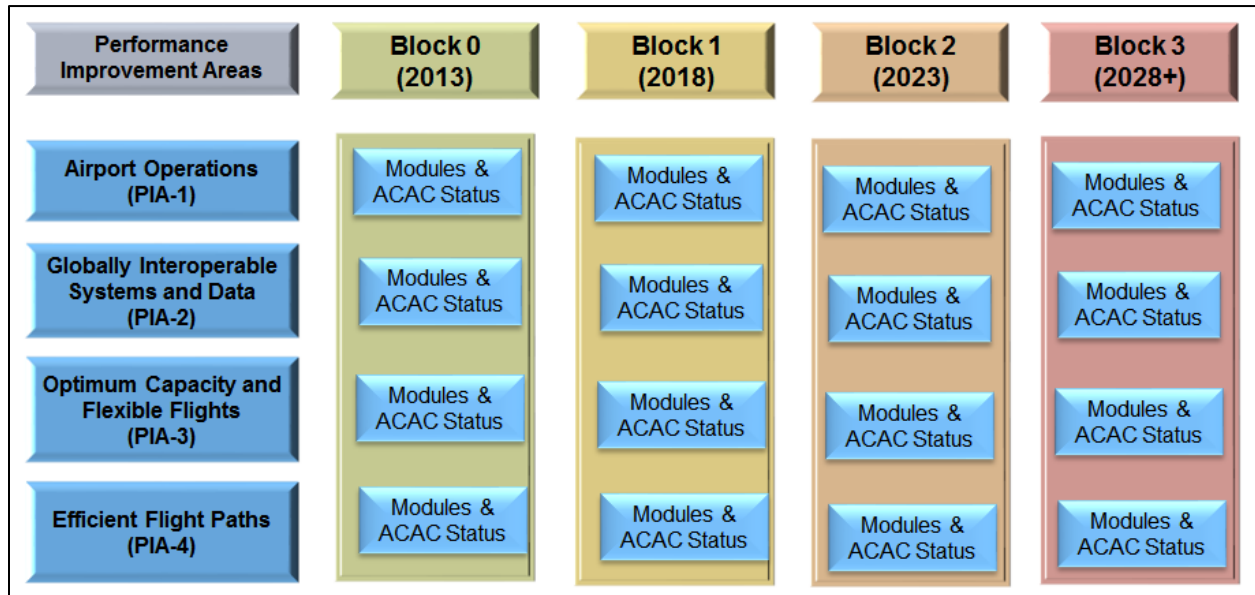 Performance
Improvement Areas
Block 0
(2013)
Block 1
(2018)
Block 2
(2023)
Block 3
(2028+)
Airport Operations
(PIA-1)
Modules &
ACAC Status
Modules &
ACAC Status
Modules &
ACAC Status
Modules &
ACAC Status
Globally Interoperable
Systems and Data
(PIA-2)
Modules &
ACAC Status
Modules &
ACAC Status
Modules &
ACAC Status
Modules &
ACAC Status
Optimum Capacity and
Flexible Flights
(PIA-3)
Modules &
ACAC Status
Modules &
ACAC Status
Modules &
ACAC Status
Modules &
ACAC Status
Efficient Flight Paths
(PIA-4)
Modules &
ACAC Status
Modules &
ACAC Status
Modules &
ACAC Status
Modules &
ACAC Status